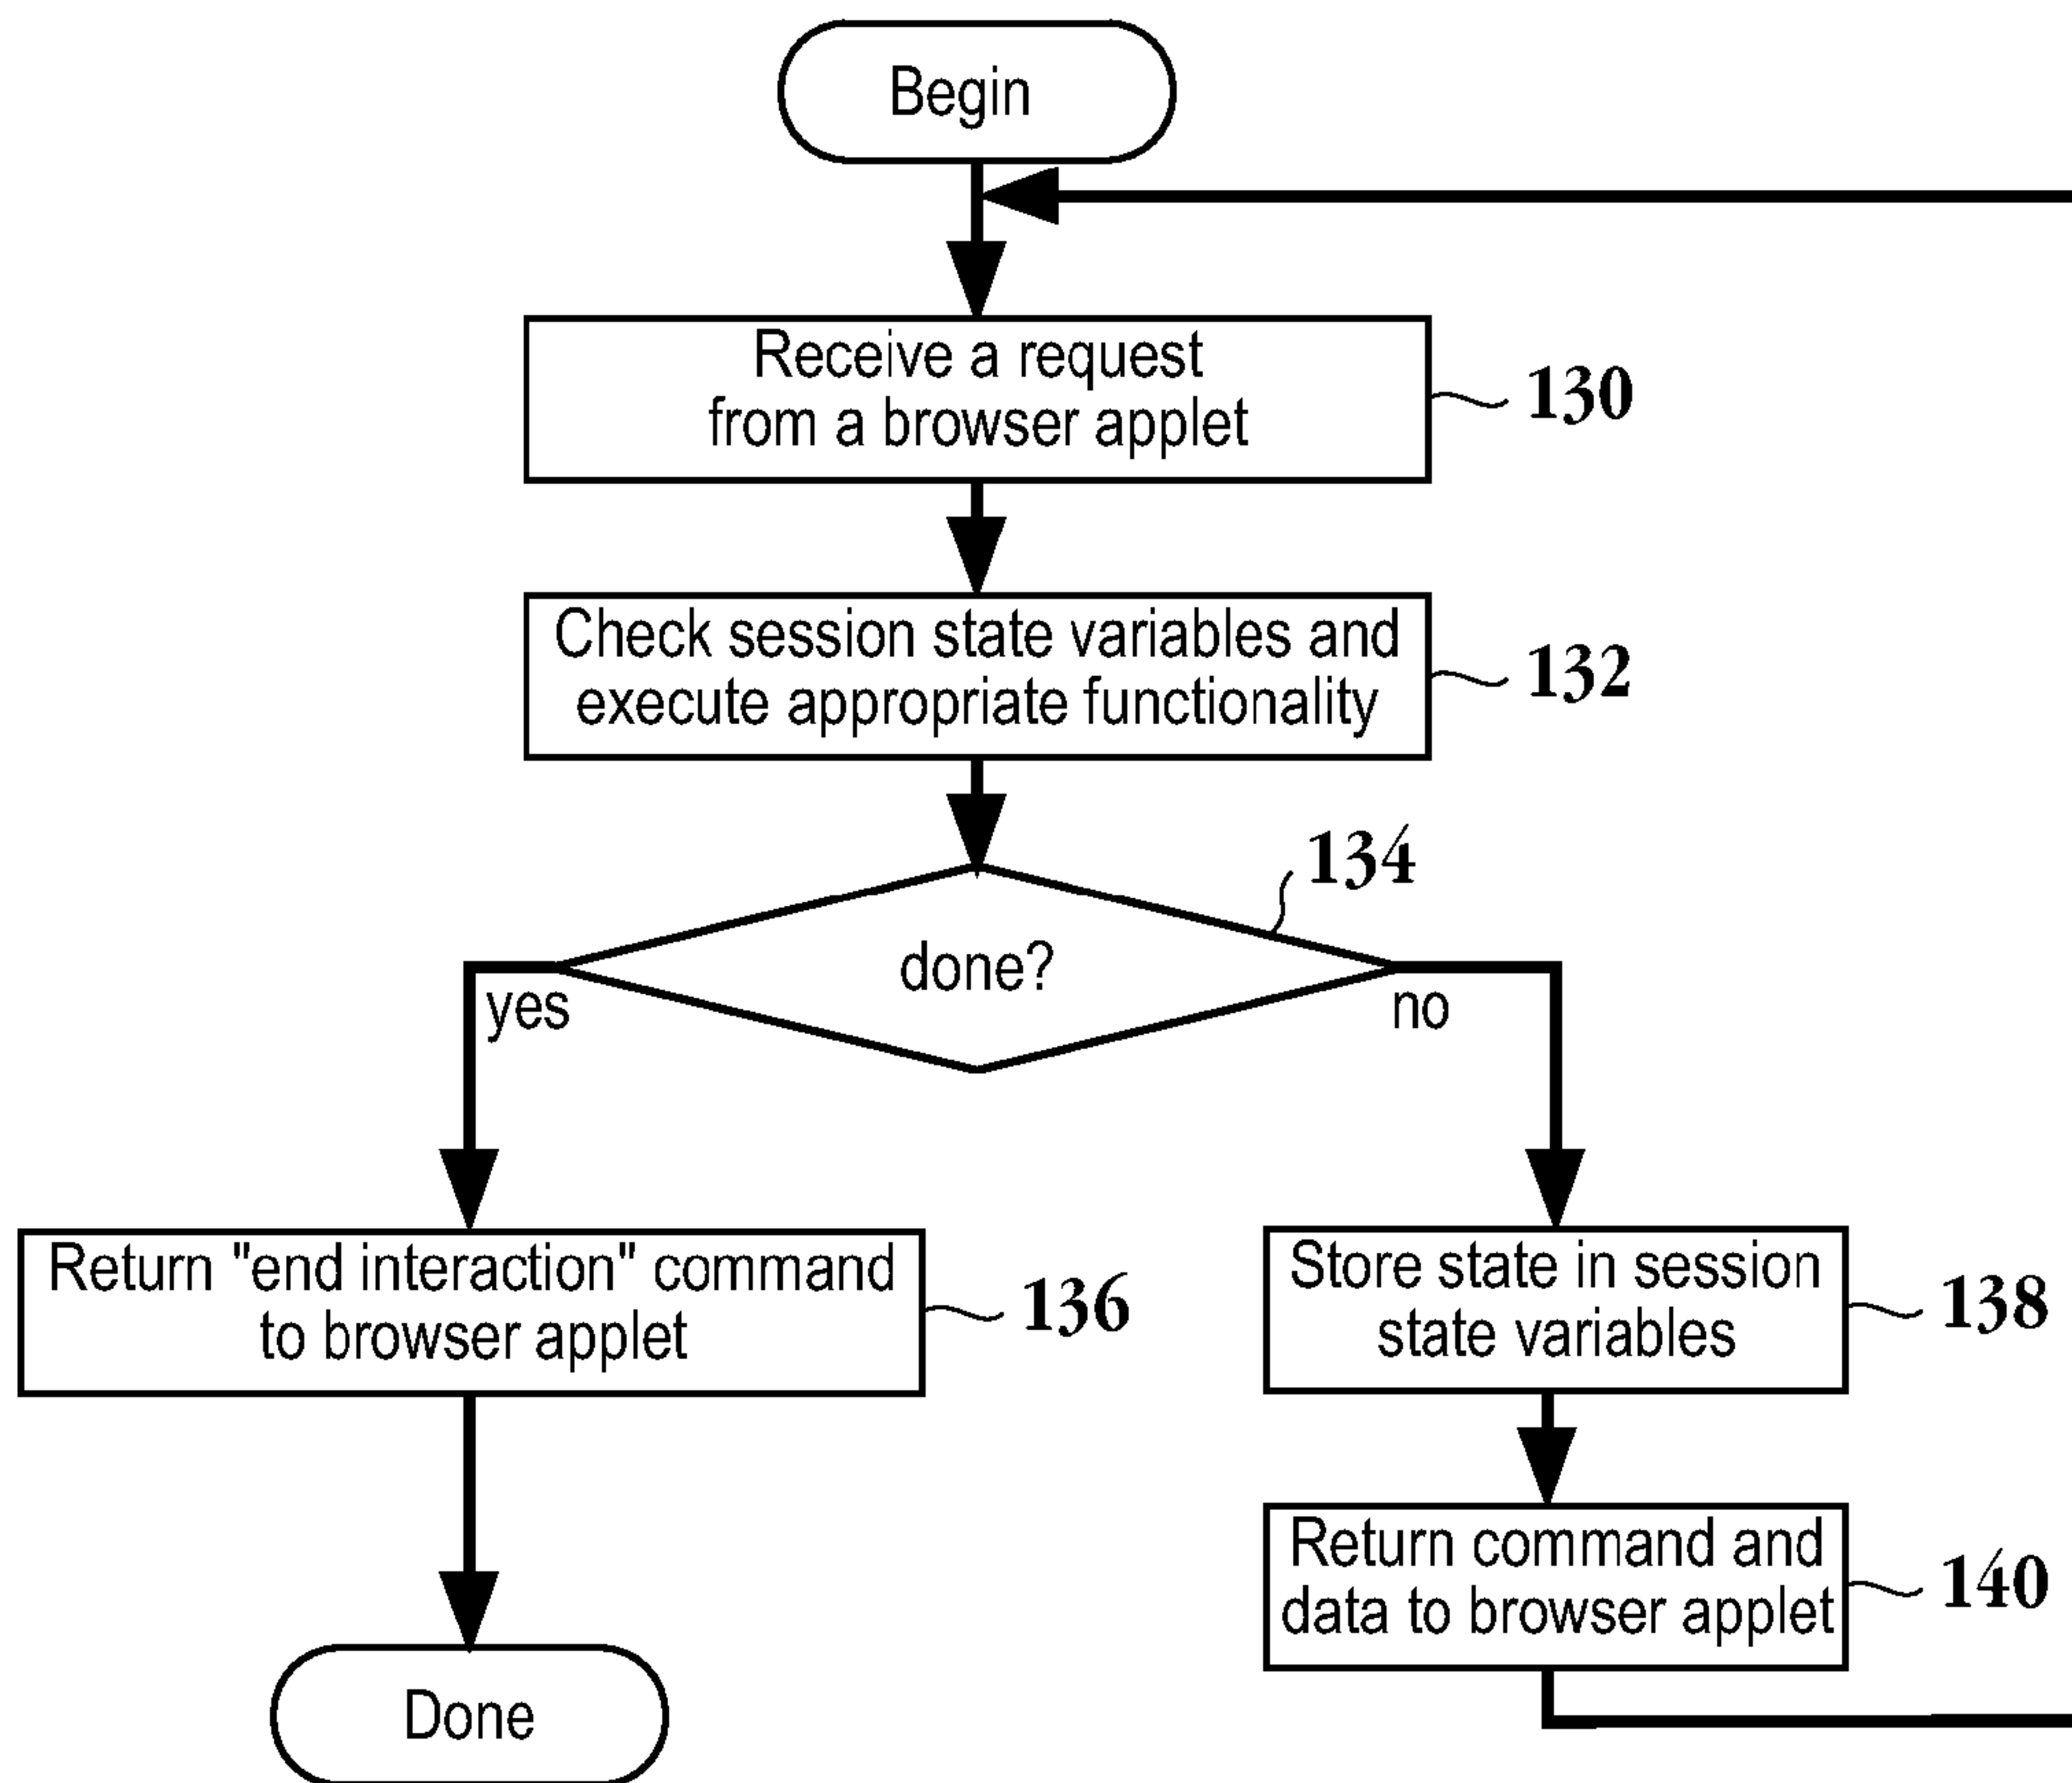 Begin
Receive a request
from a browser applet
130
Check session state variables and
execute appropriate functionality
132
134
done?
yes
no
Return "end interaction" command
to browser applet
136
Store state in session
state variables
138
Return command and
data to browser applet
140
Done